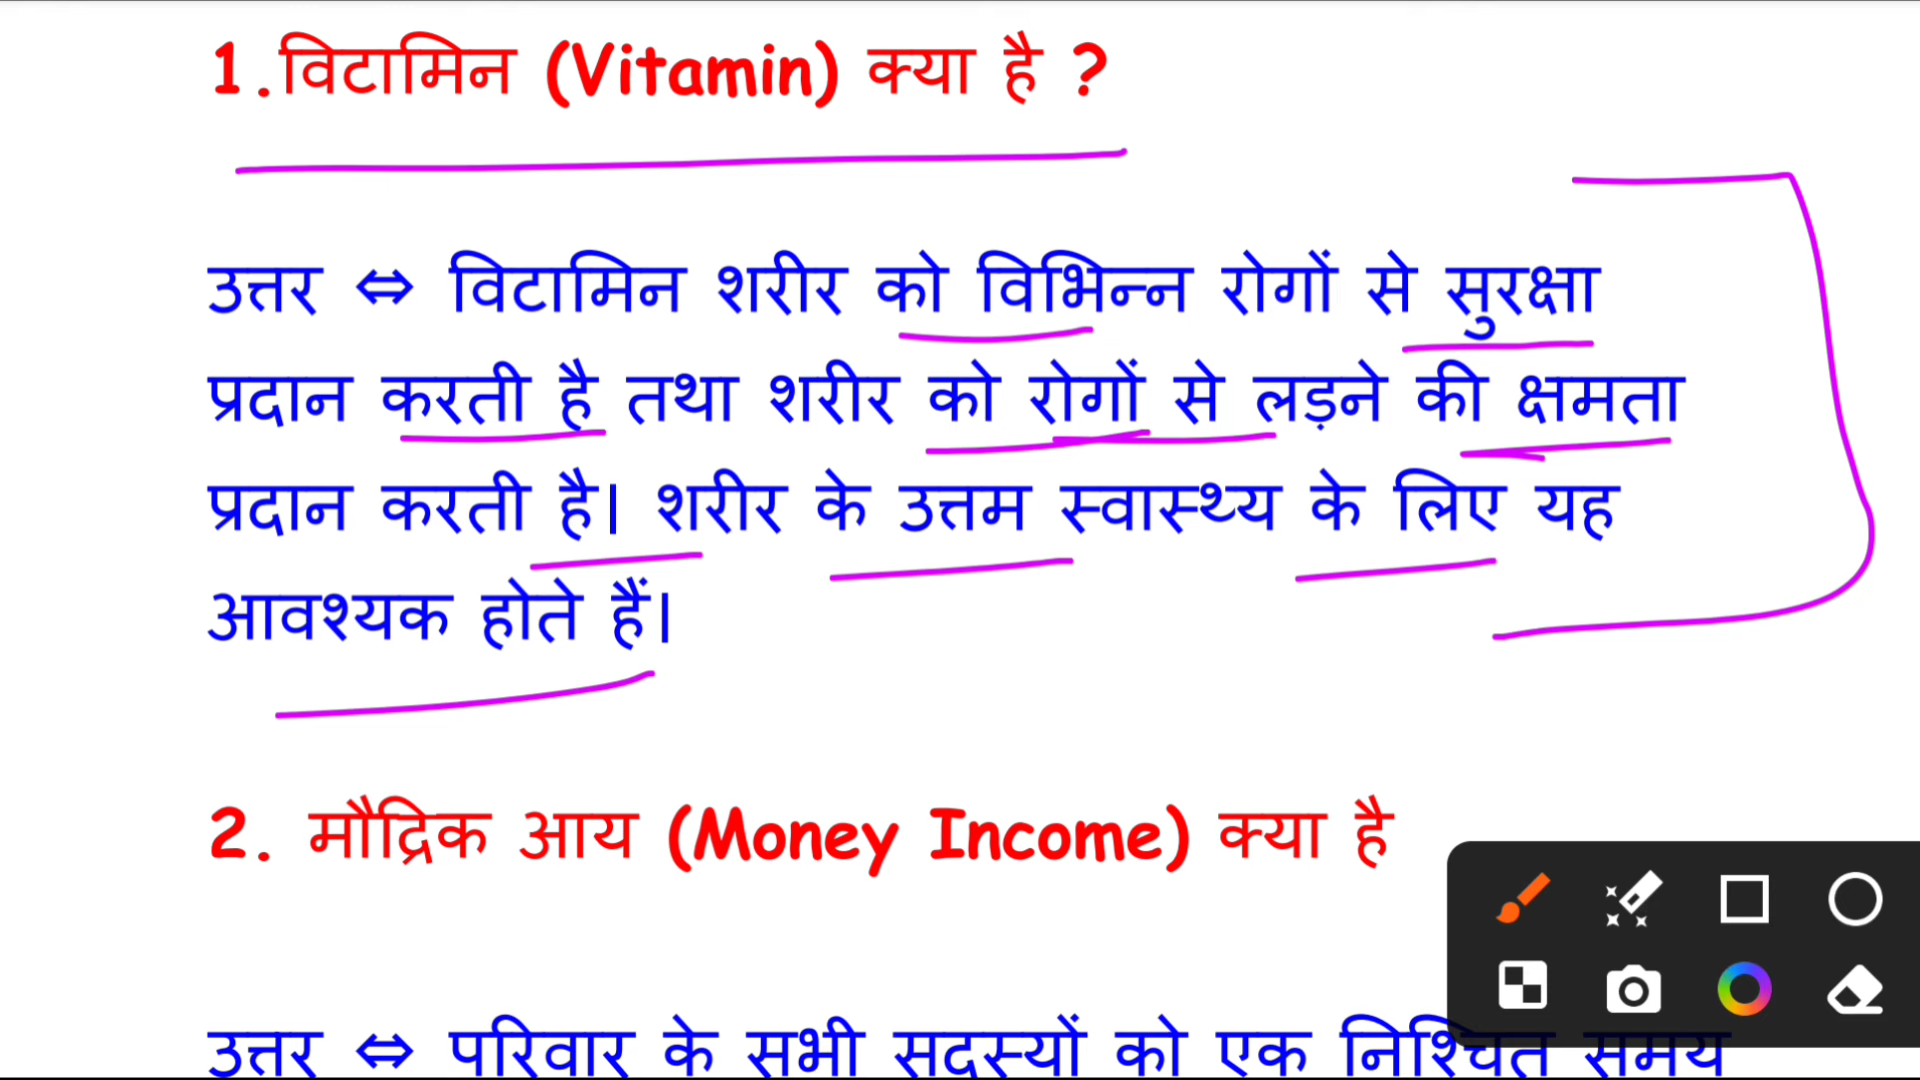 1.विटामिन (Vitamin) क्या है ?
उत्तर ⇔ विटामिन शरीर को विभिन्न रोगों से सुरक्षा
प्रदान करती है तथा शरीर को रोगों से लड़ने की क्षमता
प्रदान करती है। शरीर के उत्तम स्वास्थ्य के लिए यह
आवश्यक होते हैं।
2. मौद्रिक आय (Money Income) क्या है
उत्तर ⇔ परिवार के सभी सदस्यों को एक निश्चित समय